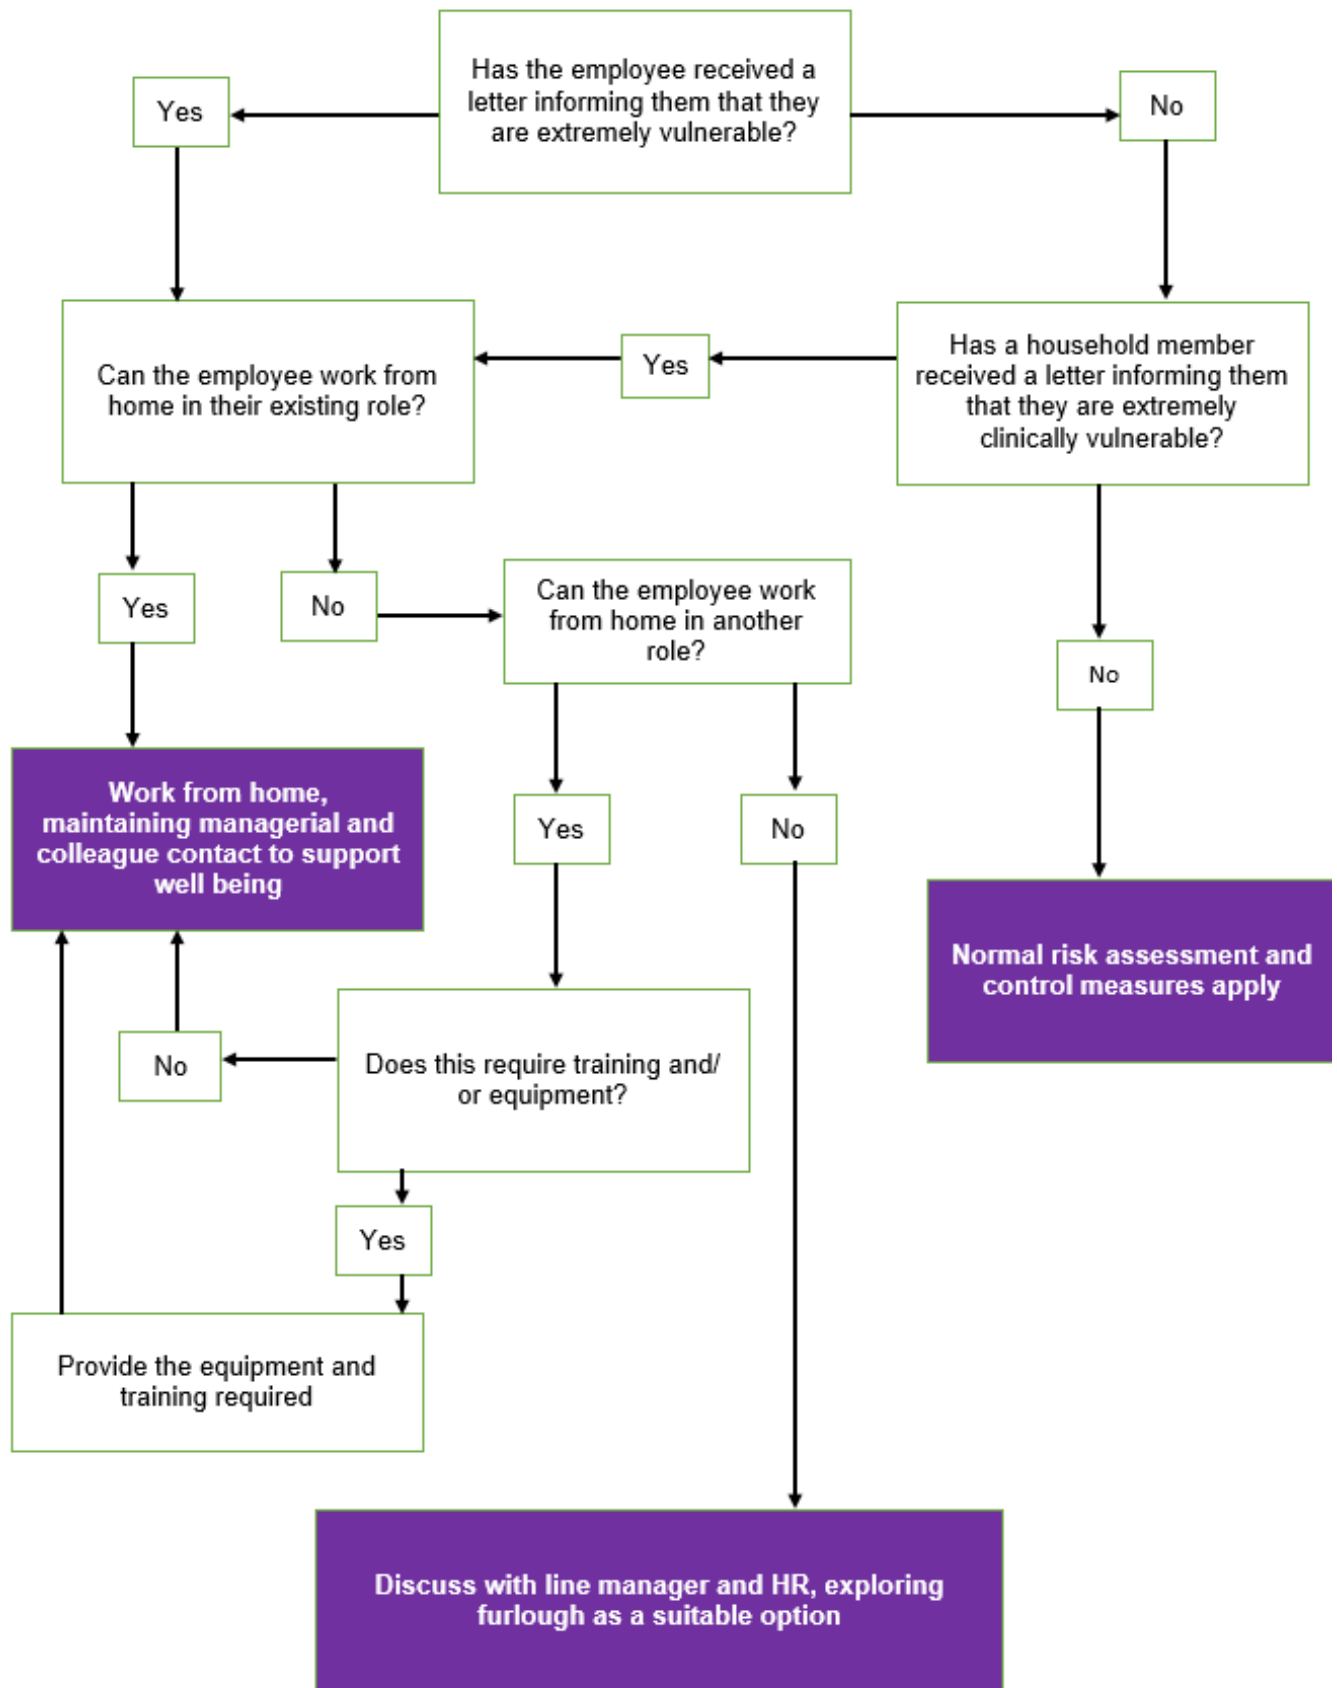 Has the employee received a
letter informing them that they
are extremely vulnerable?
Yes
No
Can the employee work from
home in their existing role?
Yes
Has a household member
received a letter informing them
that they are extremely
clinically vulnerable?
Yes
No
Can the employee work
from home in another
role?
No
Work from home,
maintaining managerial and
colleague contact to support
well being
Yes
No
Normal risk assessment and
control measures apply
No
Does this require training and/
or equipment?
Yes
Provide the equipment and
training required
Discuss with line manager and HR, exploring
furlough as a suitable option